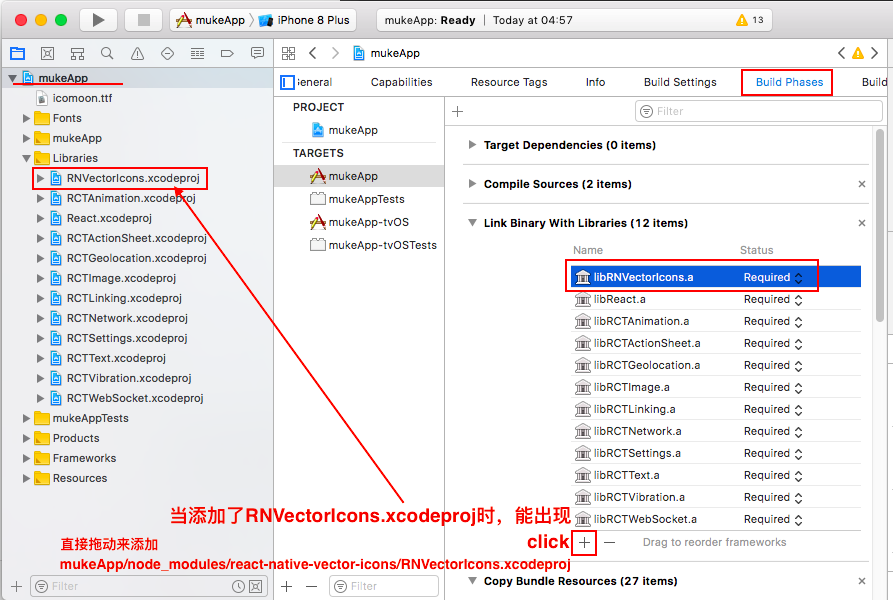 mukeApp
iPhone 8 Plus
mukeApp: Ready
Today at 04:57
13
mukeApp
mukeApp
icomoon.ttf
Fonts
mukeApp
Libraries
RNVectorIcons.xcodeproj
RCTAnimation.xcodeproj
React.xcodeproj
RCTActionSheet.xcodeproj
RCTGeolocation.xcodeproj
RCTImage.xcodeproj
RCTLinking.xcodeproj
RCTNetwork.xcodeproj
RCTSettings.xcodeproj
RCTText.xcodeproj
RCTVibration.xcodeproj
RCTWebSocket.xcodeproj
mukeAppTests
Products
Frameworks
Resources
Filter
eneral
Capabilities
Resource Tags
Info
Build Settings
Build Phases
Build
PROJECT
mukeApp
TARGETS
mukeApp
mukeAppTests
mukeApp-tvOS
mukeApp-tvOSTests
Filter
Filter
Target Dependencies (0 items)
Compile Sources (2 items)
Link Binary With Libraries (12 items)
Name Status
libRNVectorIcons.a Required
libReact.a Required
libRCTAnimation.a Required
libRCTActionSheet.a Required
libRCTGeolocation.a Required
libRCTImage.a Required
libRCTLinking.a Required
libRCTNetwork.a Required
libRCTSettings.a Required
libRCTText.a Required
libRCTVibration.a Required
libRCTWebSocket.a Required
Drag to reorder frameworks
Copy Bundle Resources (27 items)
当添加了RNVectorIcons.xcodeproj时，能出现
click
直接拖动来添加
mukeApp/node_modules/react-native-vector-icons/RNVectorIcons.xcodeproj